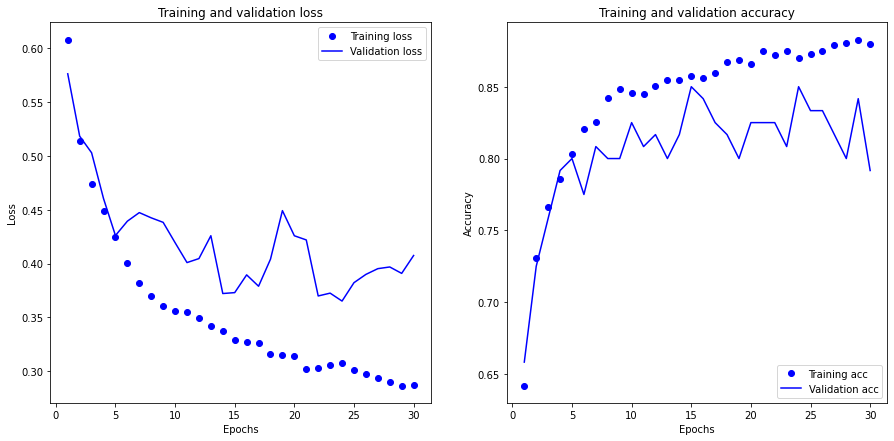 Training and validation loss
Training loss
Validation loss
0.60
0.55
0.50
0.45
0.40
0.35
0.30
Loss
0 5 10 15 20 25 30
Epochs
Training and validation accuracy
0.85
0.80
0.75
0.70
0.65
Accuracy
Training acc
Validation acc
0 5 10 15 20 25 30
Epochs